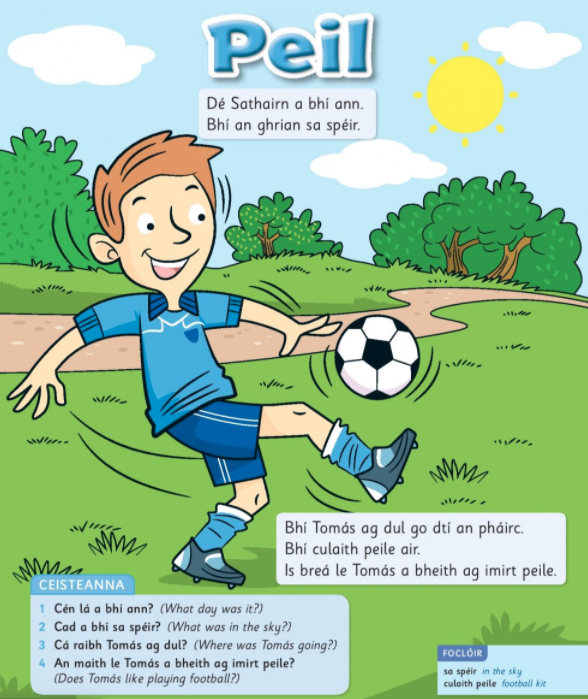 Peil
Dé Sathairn a bhí ann.
Bhí an ghrian sa spéir.
Bhí Tomás ag dul go dtí an pháirc.
Bhí culaith peile air.
Is breá le Tomás a bheith ag imirt peile.
CEISTEANNA
1 Cén lá a bhí ann? (What day was it?)
2 Cad a bhí sa spéir? (What was in the sky?)
3 Cá raibh Tomás ag dul? (Where was Tomás going?)
4 An maith le Tomás a bheith ag imirt peile?
(Does Tomás like playing football?)
FOCLÓIR
sa spéir in the sky
culaith peile football kit